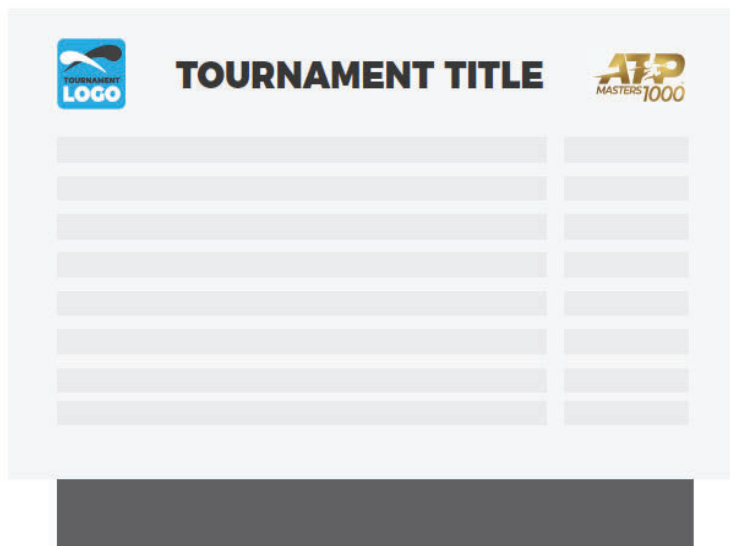 TOURNAMENT
LOGO
TOURNAMENT TITLE
ATP
MASTERS 1000